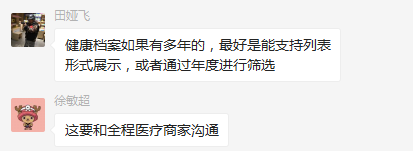 田娅飞
健康档案如果有多年的，最好是能支持列表
形式展示，或者通过年度进行筛选
徐敏超
这要和全程医疗商家沟通